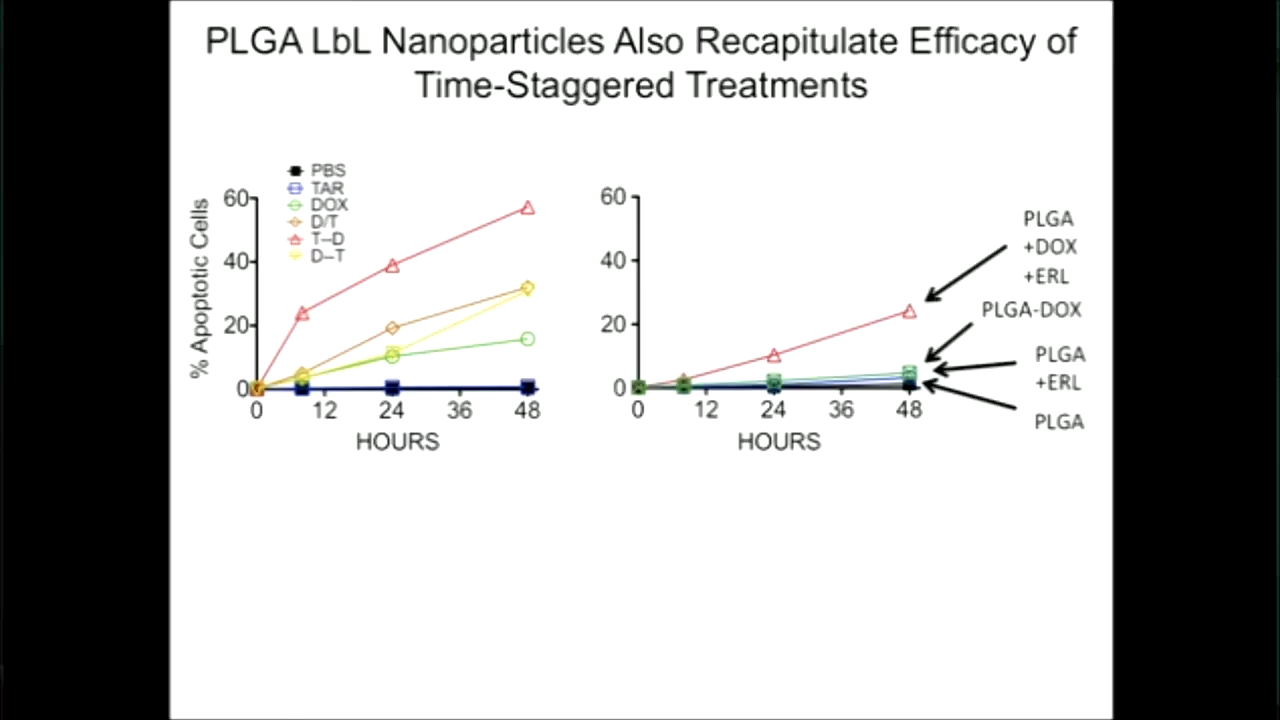 PLGA LbL Nanoparticles Also Recapitulate Efficacy of
Time-Staggered Treatments
% Apoptotic Cells
60
40
20
0
PBS
TAR
DOX
D/T
T--D
D--T
0 12 24 36 48
HOURS
60
40
20
0
0 12 24 36 48
HOURS
PLGA
+DOX
+ERL
PLGA-DOX
PLGA
+ERL
PLGA